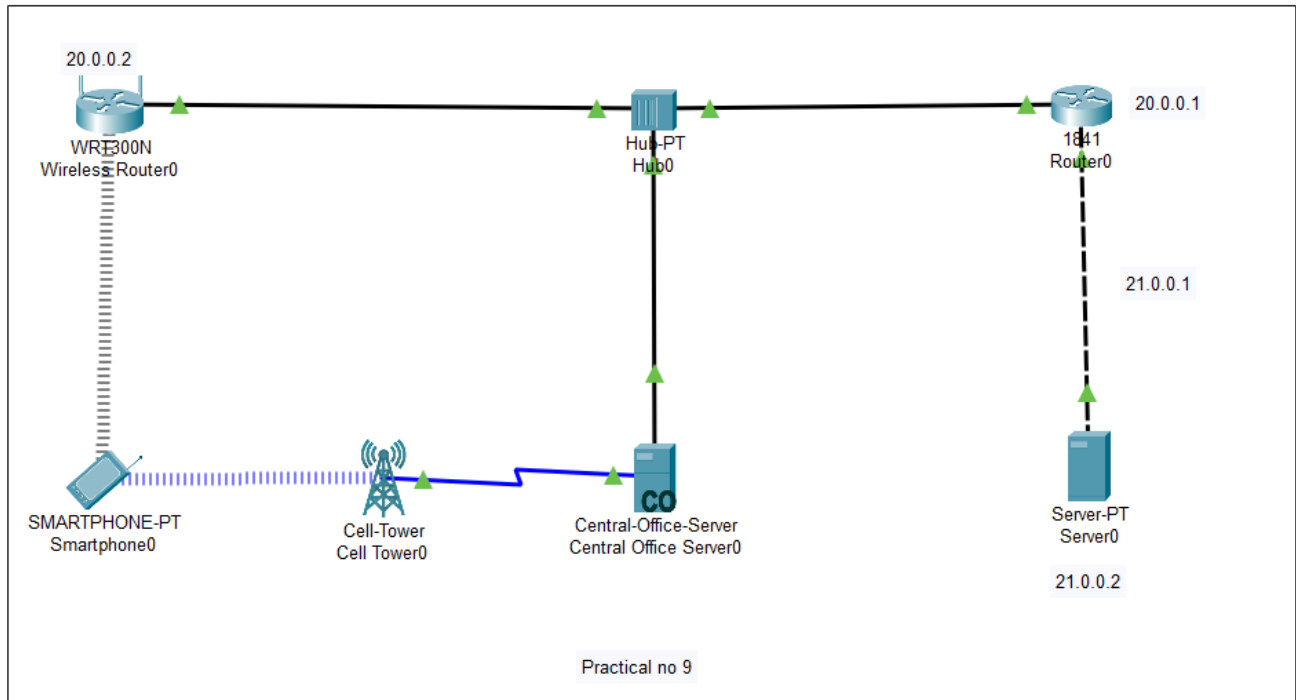 20.0.0.2
WRT300N
Wireless Router0
Hub-PT
Hub0
20.0.0.1
1841
Router0
21.0.0.1
SMARTPHONE-PT
Smartphone0
Cell-Tower
Cell Tower0
CO
Central-Office-Server
Central Office Server0
Server-PT
Server0
21.0.0.2
Practical no 9